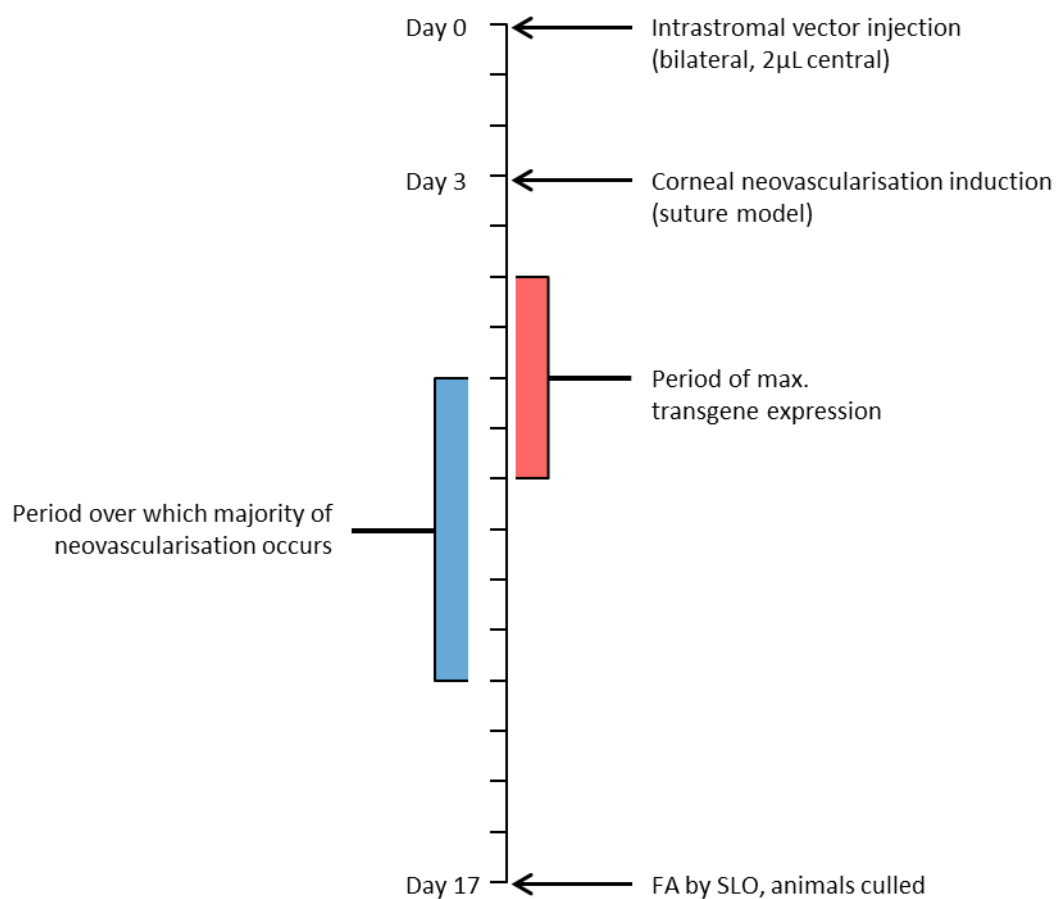 Day 0
Intrastromal vector injection
(bilateral, 2µL central)
Day 3
Corneal neovascularisation induction
(suture model)
Period of max.
transgene expression
Period over which majority of
neovascularisation occurs
Day 17
FA by SLO, animals culled